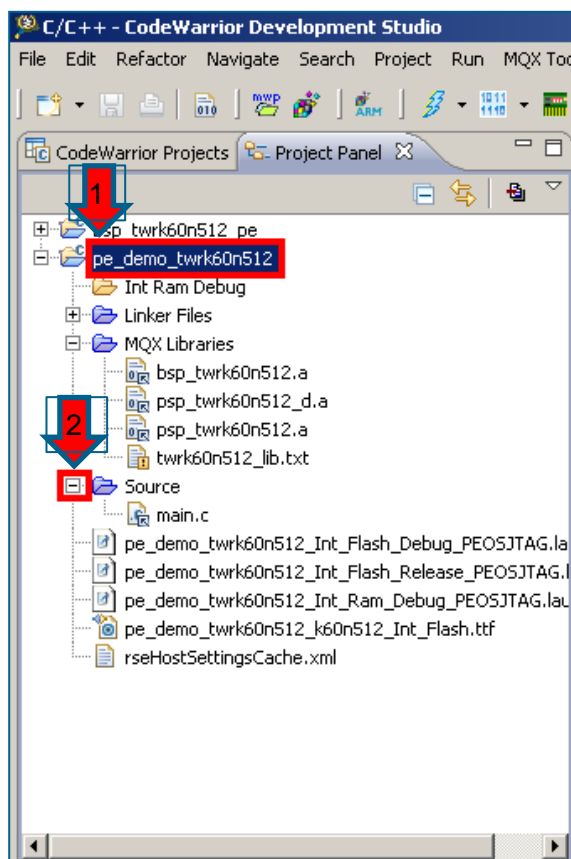 C/C++ - CodeWarrior Development Studio
File Edit Refactor Navigate Search Project Run MQX Too
CodeWarrior Projects Project Panel
1
bsp_twrk60n512_pe
pe_demo_twrk60n512
Int Ram Debug
Linker Files
MQX Libraries
bsp_twrk60n512.a
psp_twrk60n512_d.a
psp_twrk60n512.a
twrk60n512_lib.txt
2
Source
main.c
pe_demo_twrk60n512_Int_Flash_Debug_PEOSJTAG.la
pe_demo_twrk60n512_Int_Flash_Release_PEOSJTAG.l
pe_demo_twrk60n512_Int_Ram_Debug_PEOSJTAG.lau
pe_demo_twrk60n512_k60n512_Int_Flash.ttf
rseHostSettingsCache.xml